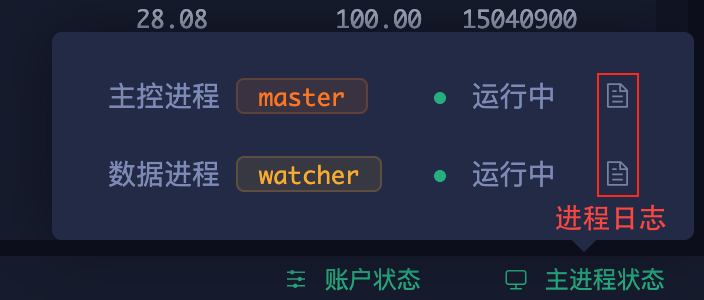 28.08 100.00 15040900
主控进程 master 运行中
数据进程 watcher 运行中
进程日志
账户状态 主进程状态